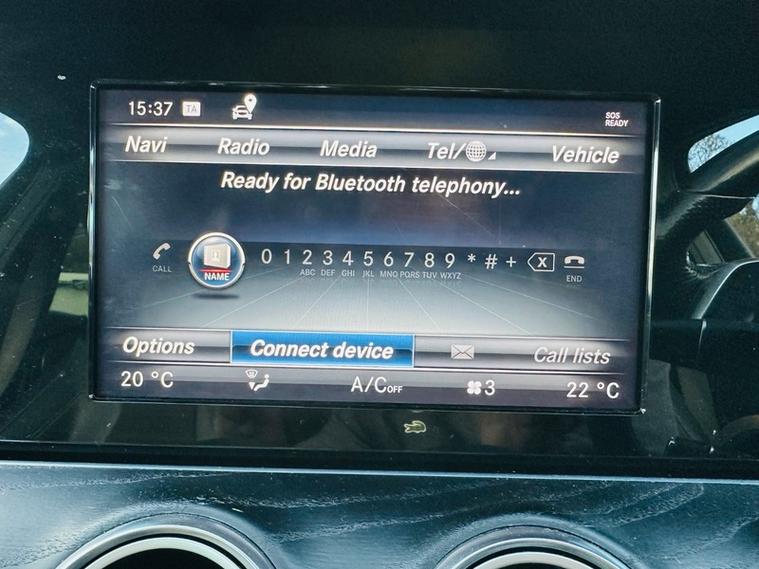 15:37 TA SOS
READY
Navi Radio Media Tel/ Vehicle
Ready for Bluetooth telephony...
CALL NAME 0 1 2 3 4 5 6 7 8 9 * # + X END
ABC DEF GHI JKL MNO PQRS TUV WXYZ
Options Connect device Call lists
20 °C A/C OFF 3 22 °C